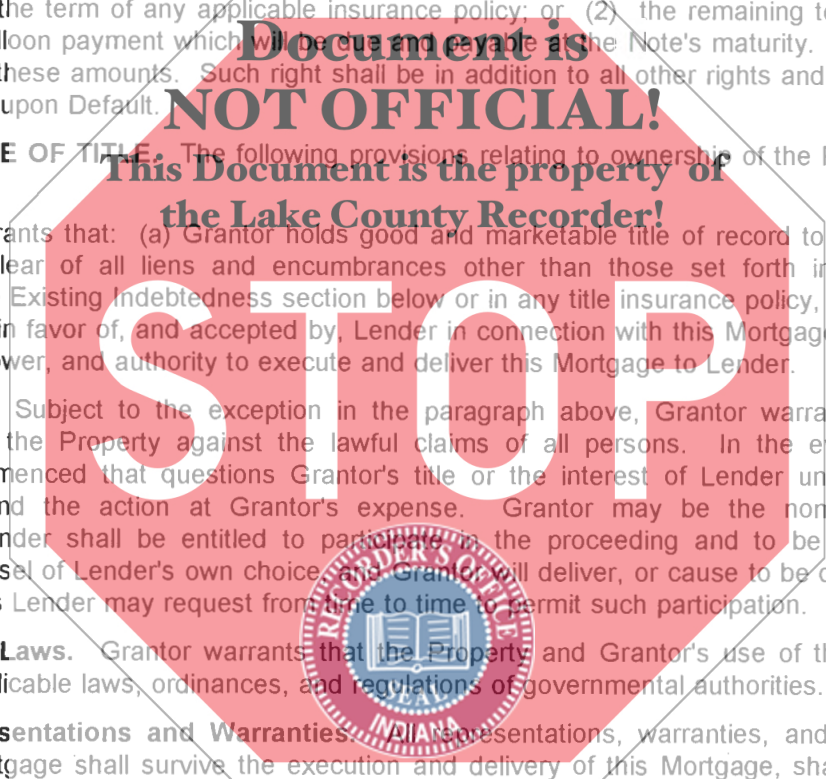 the term of any applicable insurance policy; or (2) the remaining
lloon payment which will be due and payable at the Note's maturity.
these amounts. Such right shall be in addition to all other rights and
upon Default.
E OF TITLE. The following provisions relating to ownership of the
rants that: (a) Grantor holds good and marketable title of record to
lear of all liens and encumbrances other than those set forth in
Existing Indebtedness section below or in any title insurance policy,
in favor of, and accepted by, Lender in connection with this Mortgage
wer, and authority to execute and deliver this Mortgage to Lender.
Subject to the exception in the paragraph above, Grantor warra
the Property against the lawful claims of all persons. In the e
menced that questions Grantor's title or the interest of Lender un
nd the action at Grantor's expense. Grantor may be the nom
nder shall be entitled to participate in the proceeding and to be
sel of Lender's own choice, and Grantor will deliver, or cause to be
s Lender may request from time to time to permit such participation.
Laws. Grantor warrants that the Property and Grantor's use of
licable laws, ordinances, and regulations of governmental authorities.
sentations and Warranties. All representations, warranties, and
tgage shall survive the execution and delivery of this Mortgage, sha
Document is
NOT OFFICIAL!
This Document is the property of
the Lake County Recorder!
STOP
RECORDER'S OFFICE
SEAL
INDIANA